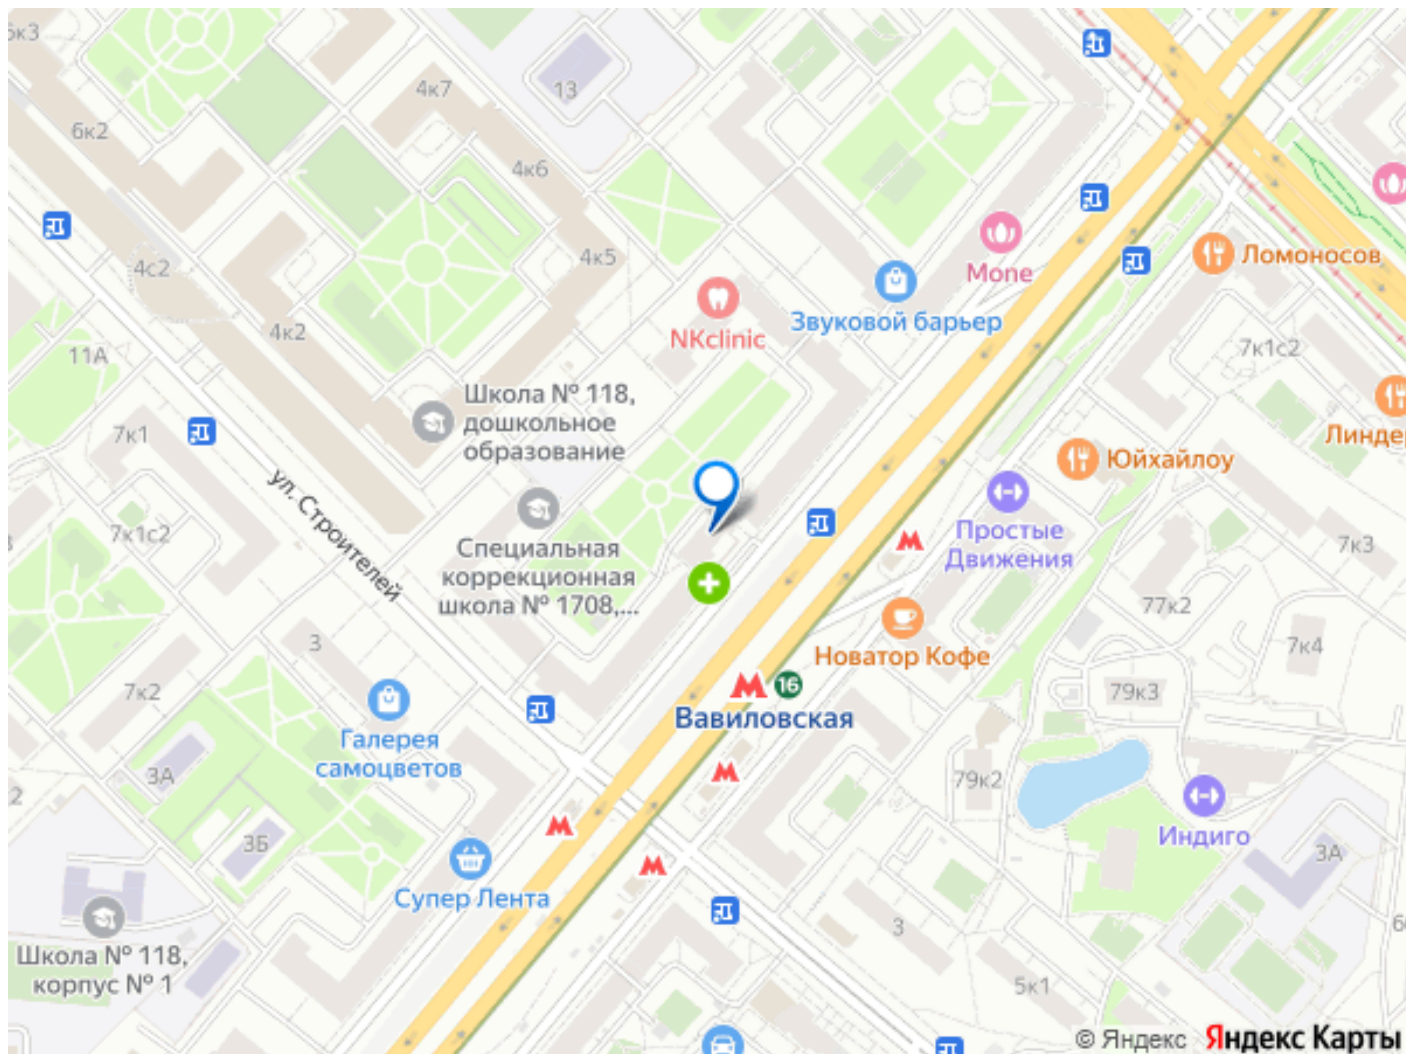 6к3
4к7
13
6к2
4к6
4с2
4к5
Mone
Ломоносов
NKclinic
Звуковой барьер
4к2
11А
7к1с2
Школа № 118,
дошкольное
образование
7к1
Линде
Юйхайлоу
ул. Строителей
Простые
Движения
7к1с2
Специальная
коррекционная
школа № 1708,...
7к3
77к2
3
Новатор Кофе
7к4
7к2
16
79к3
Вавиловская
Галерея
самоцветов
3А
79к2
2
3Б
Индиго
3А
Супер Лента
3
Школа № 118,
корпус № 1
5к1
© Яндекс Яндекс Карты